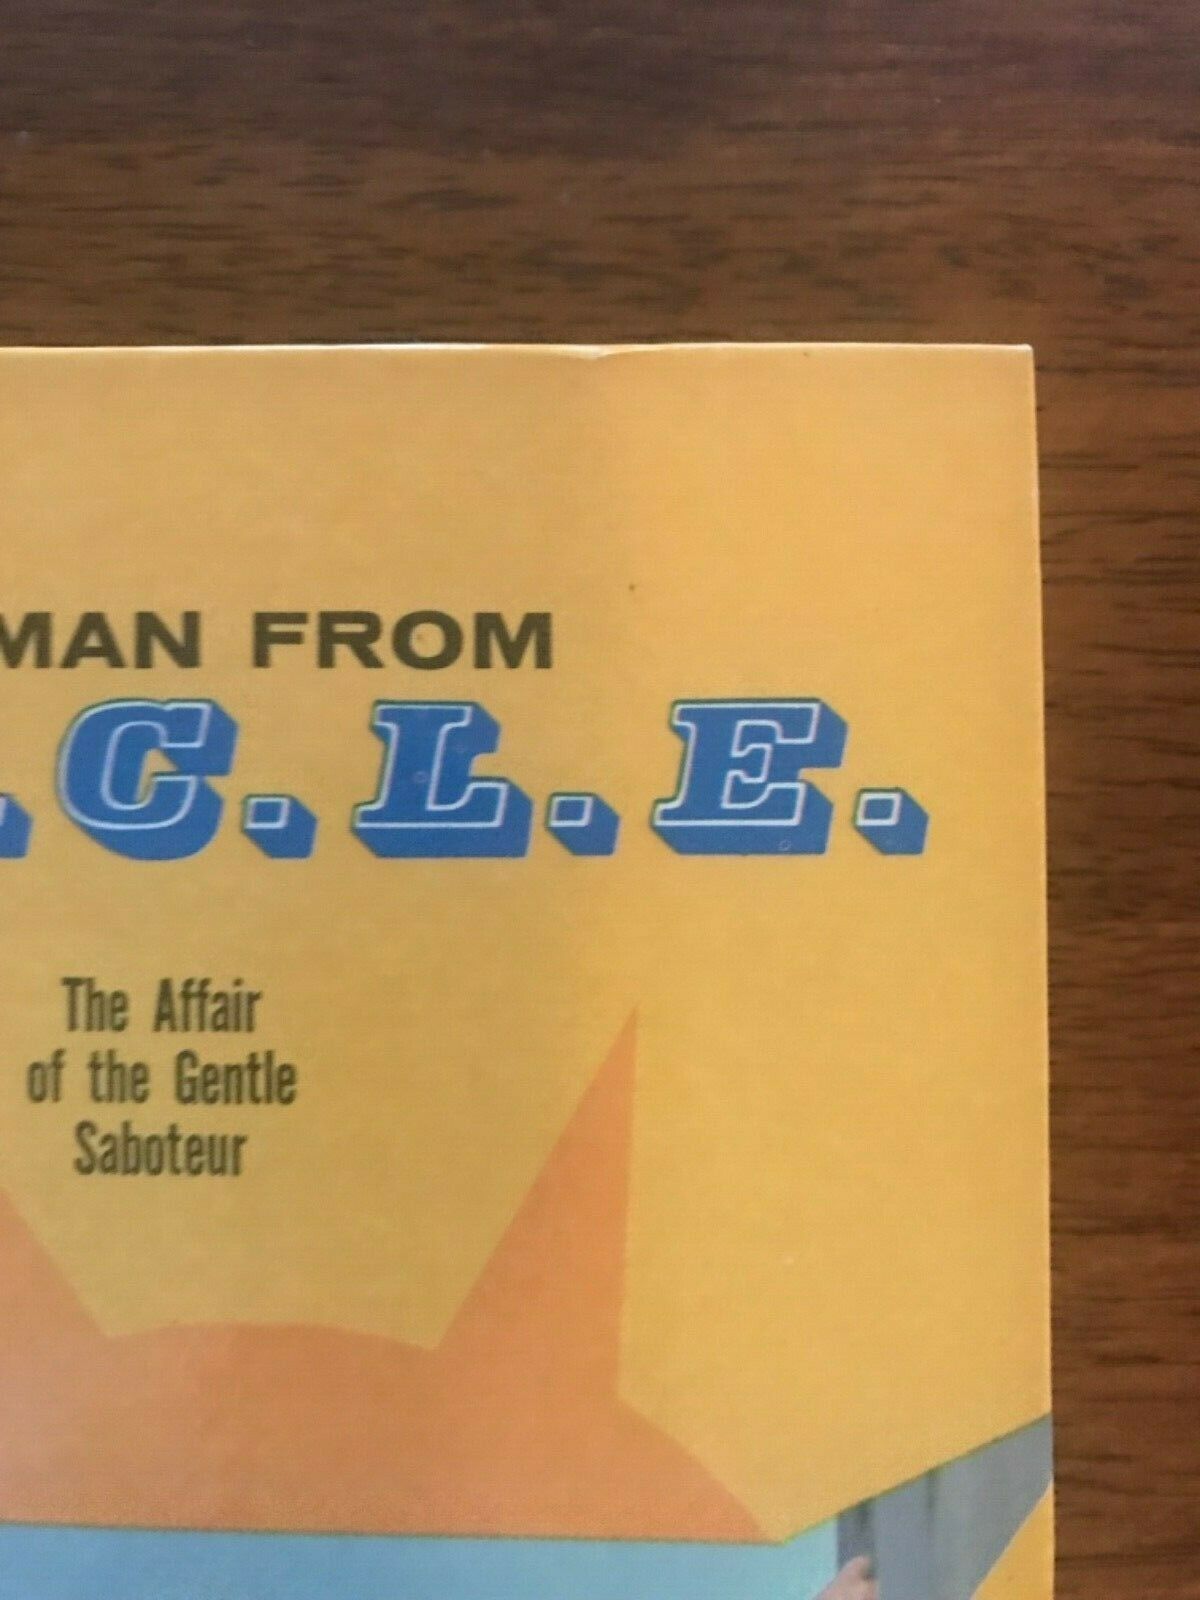 MAN FROM
.C.L.E.
The Affair
of the Gentle
Saboteur